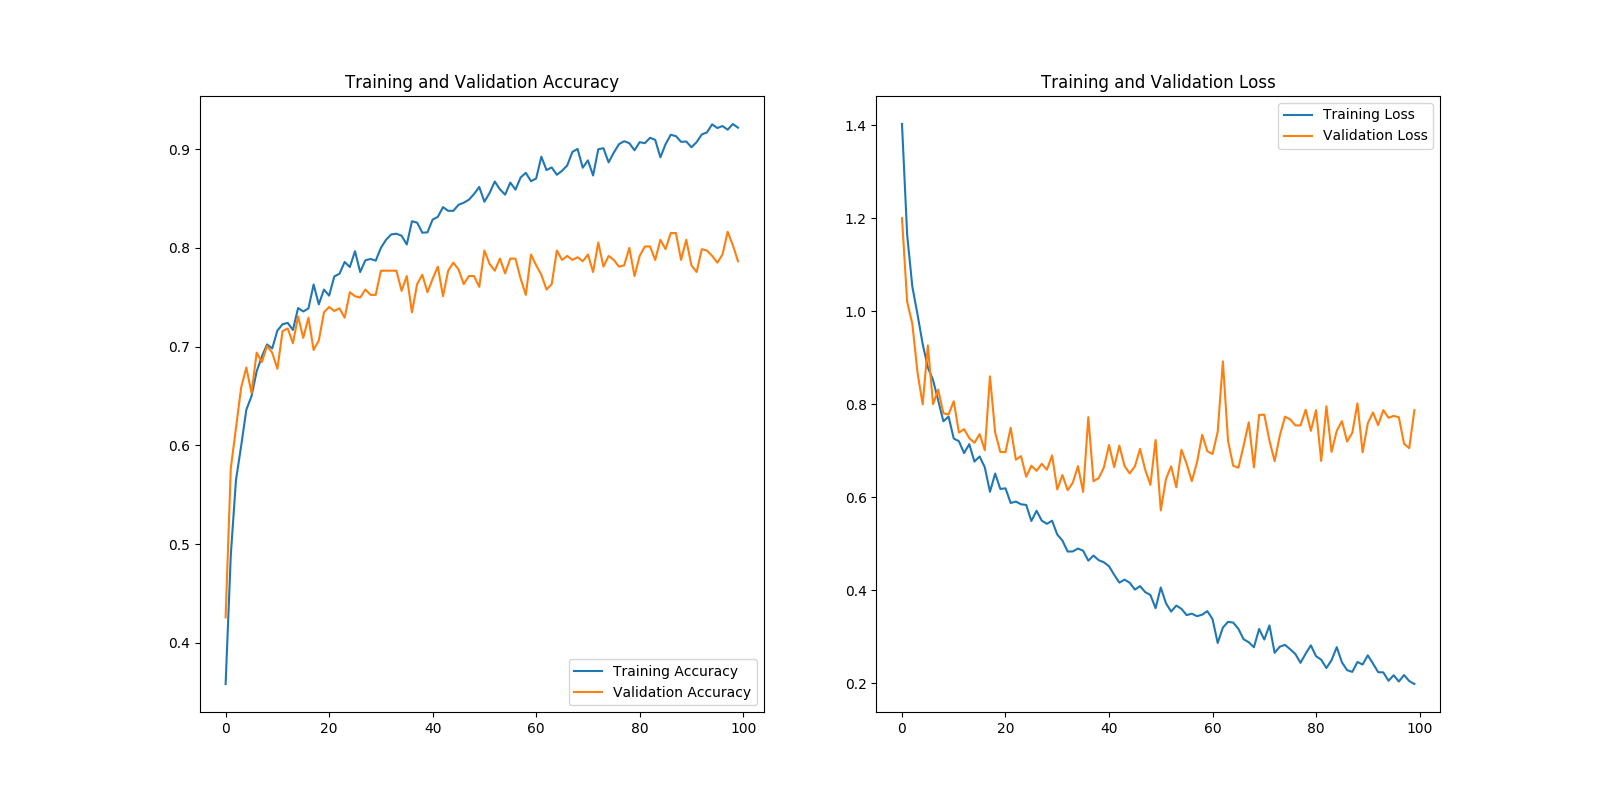 Training and Validation Accuracy
0.9
0.8
0.7
0.6
0.5
0.4
0 20 40 60 80 100
Training Accuracy
Validation Accuracy
Training and Validation Loss
1.4
1.2
1.0
0.8
0.6
0.4
0.2
0 20 40 60 80 100
Training Loss
Validation Loss